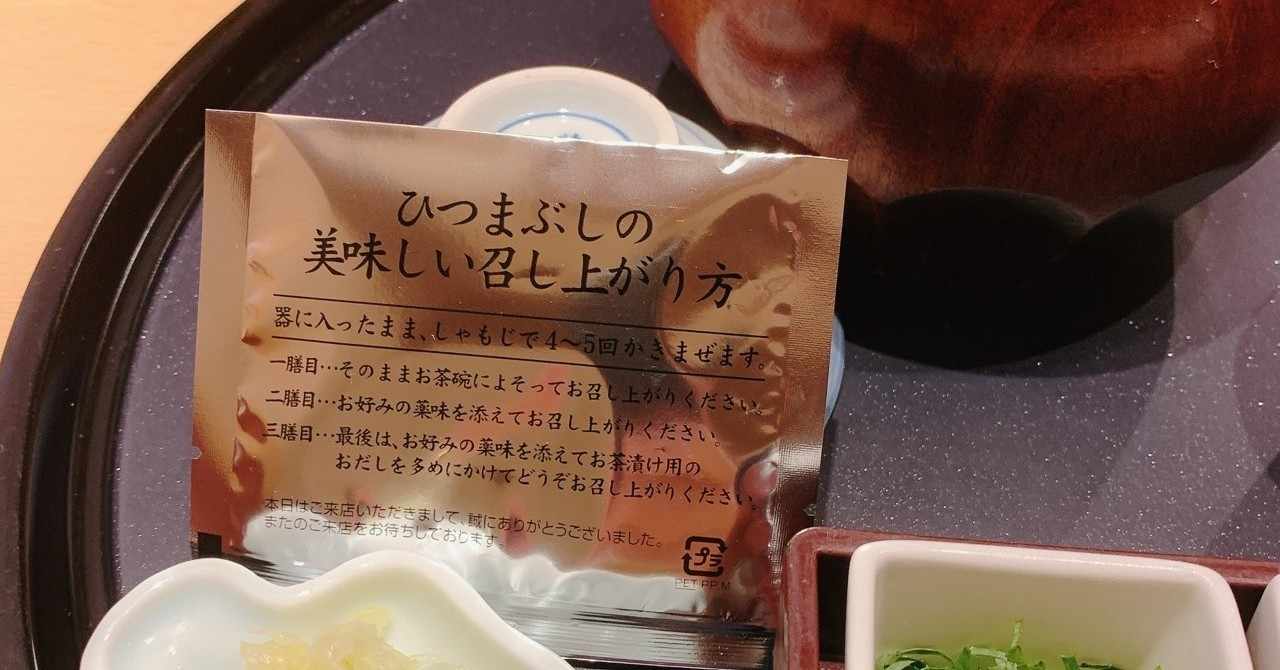 ひつまぶしの
美味しい召し上がり方
器に入ったまま、しゃもじで4〜5回かきまぜます。
一膳目…そのままお茶碗によそってお召し上がりください。
二膳目…お好みの薬味を添えてお召し上がりください。
三膳目…最後は、お好みの薬味を添えてお茶漬け用の
おだしを多めにかけてどうぞお召し上がりください。
本日はご来店いただきまして、誠にありがとうございました。
またのご来店をお待ちしております。
プラ
PET,PP,M